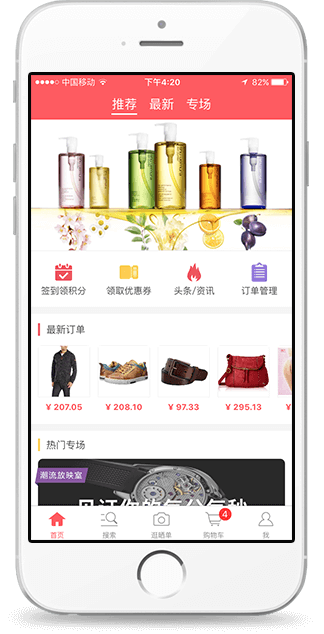 中国移动 下午4:20 82%
推荐 最新 专场
签到领积分 领取优惠券 头条/资讯 订单管理
最新订单
¥ 207.05 ¥ 208.10 ¥ 97.33 ¥ 295.13
热门专场
潮流放映室
首页 搜索 逛晒单 购物车 4 我